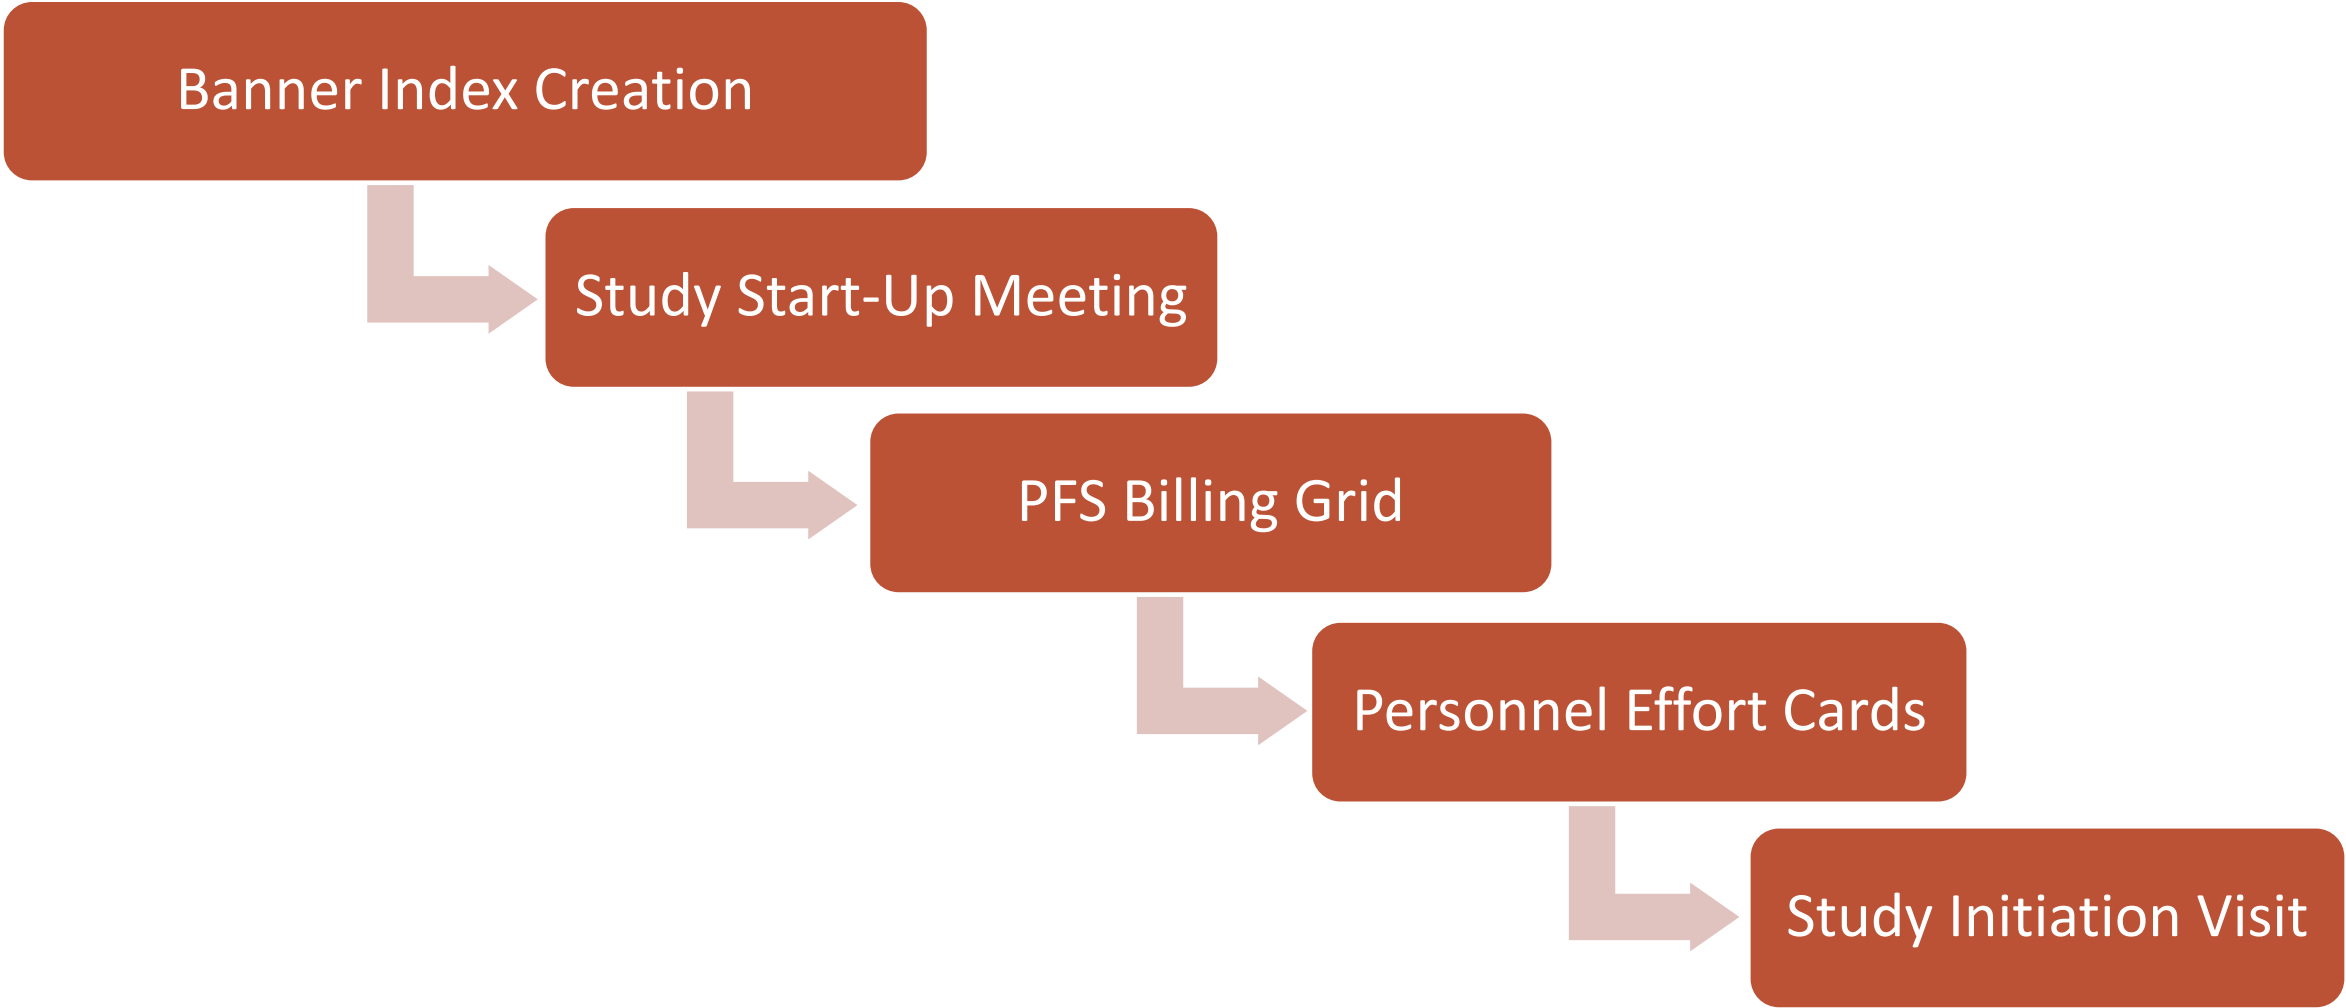 Banner Index Creation
Study Start-Up Meeting
PFS Billing Grid
Personnel Effort Cards
Study Initiation Visit